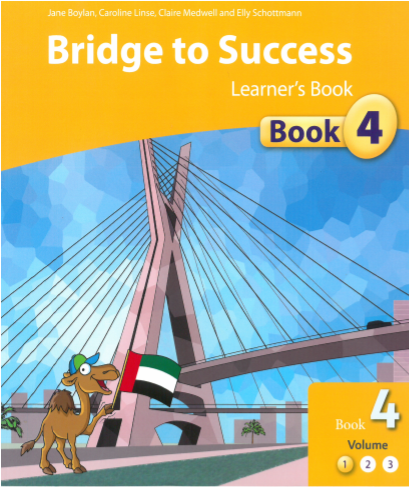 Jane Boylan, Caroline Linse, Claire Medwell and Elly Schottmann
Bridge to Success
Learner's Book
Book 4
Book 4
Volume
1 2 3